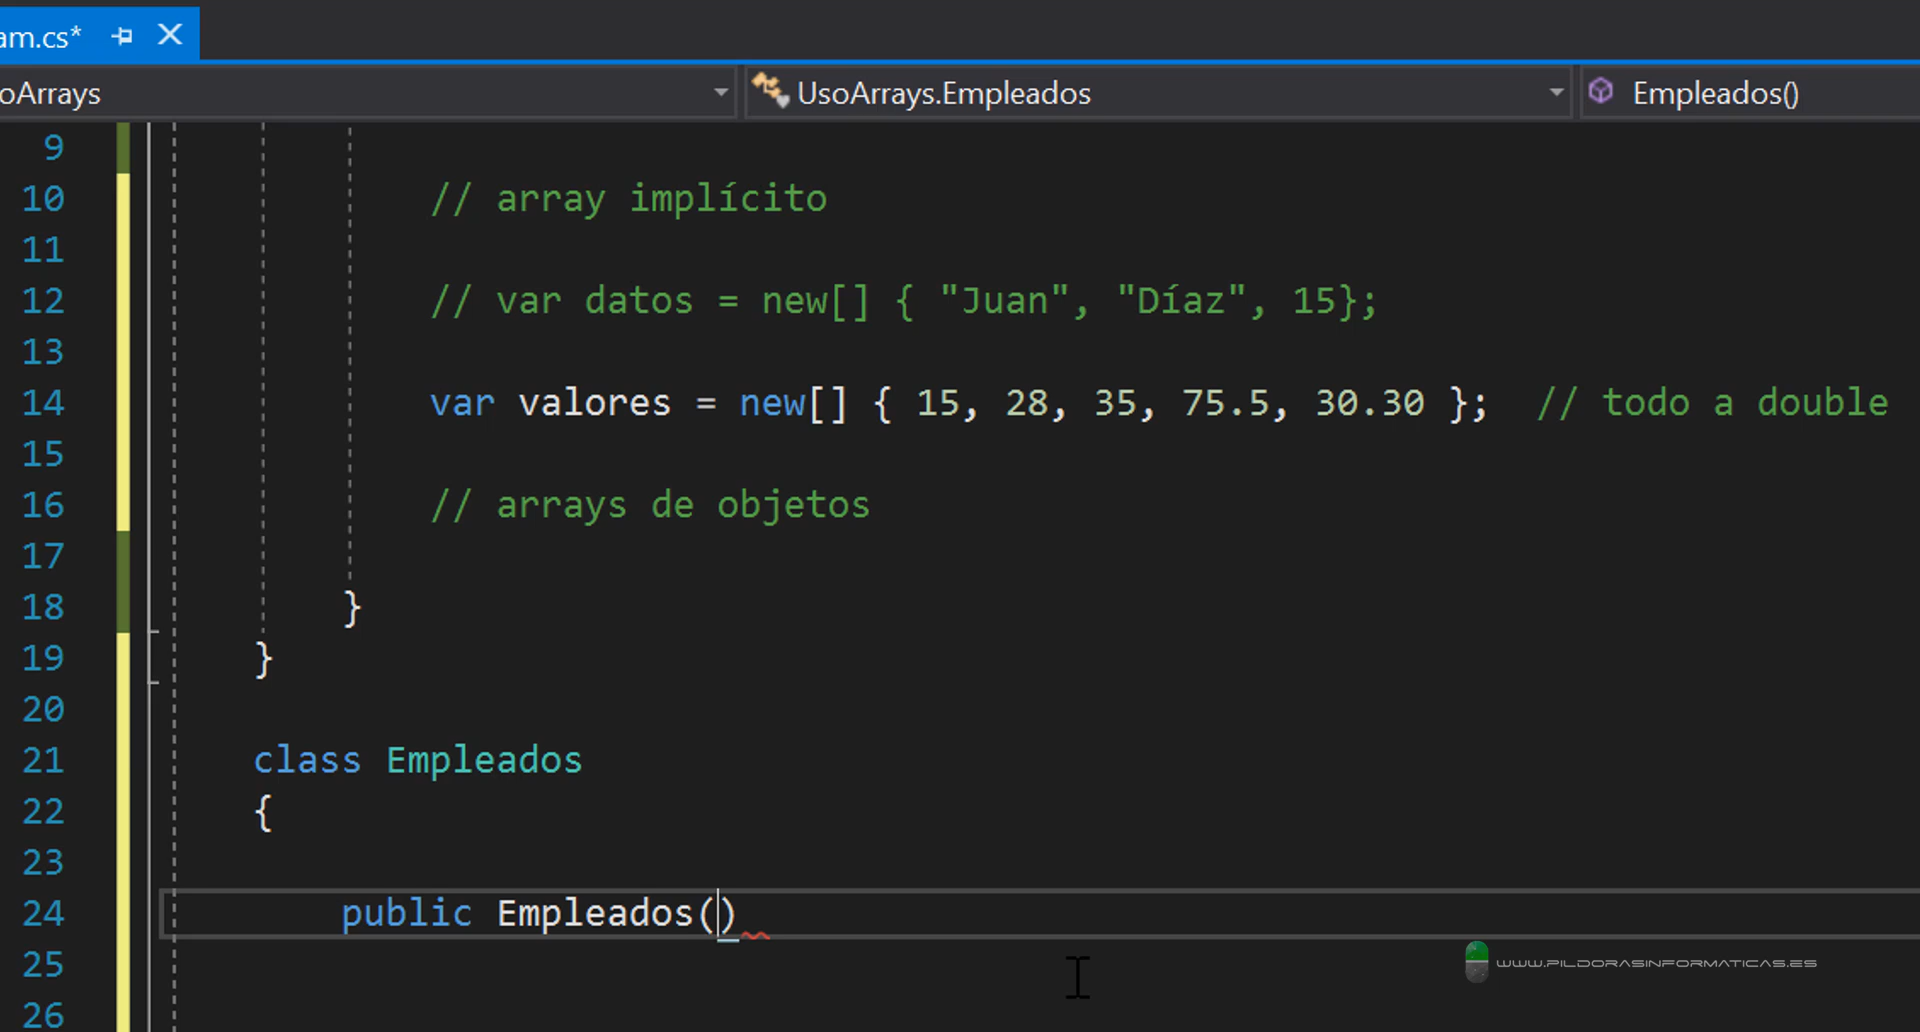 am.cs*
oArrays UsoArrays.Empleados Empleados()
9
10 // array implícito
11
12 // var datos = new[] { "Juan", "Díaz", 15};
13
14 var valores = new[] { 15, 28, 35, 75.5, 30.30 }; // todo a double
15
16 // arrays de objetos
17
18 }
19 }
20
21 class Empleados
22 {
23
24 public Empleados()
25
26
WWW.PILDORASINFORMATICAS.ES